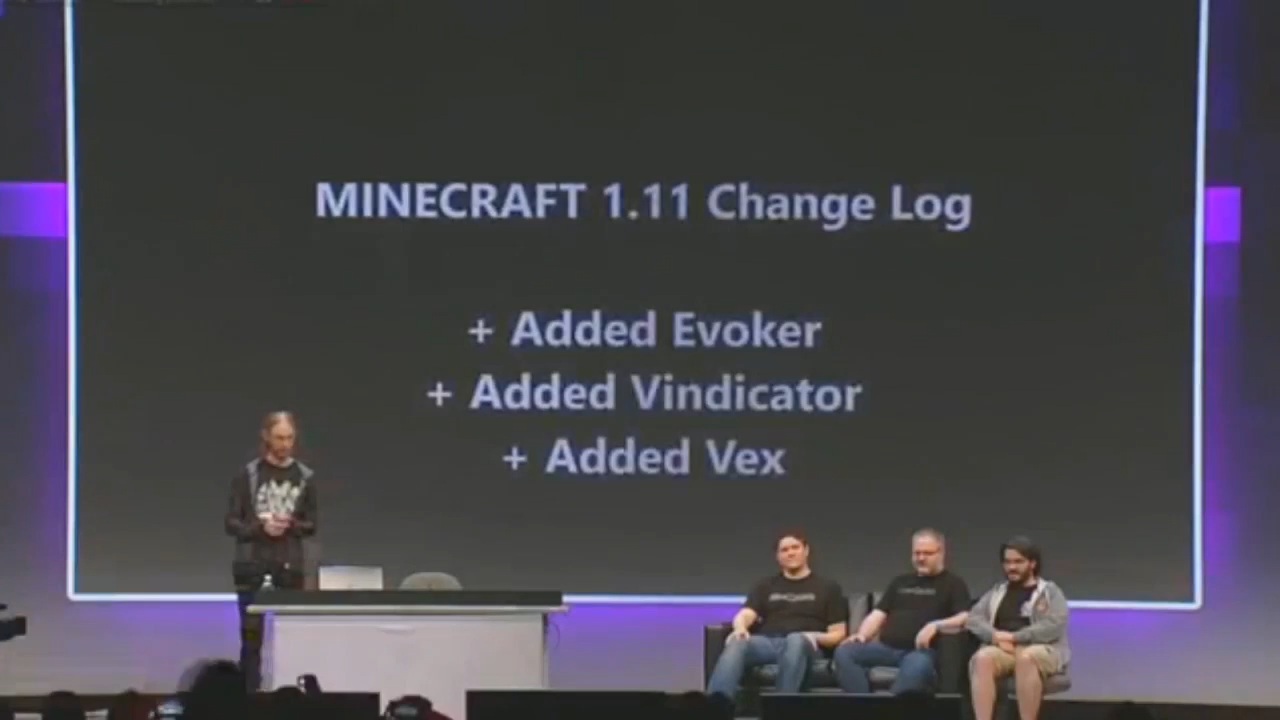 MINECRAFT 1.11 Change Log
+ Added Evoker
+ Added Vindicator
+ Added Vex